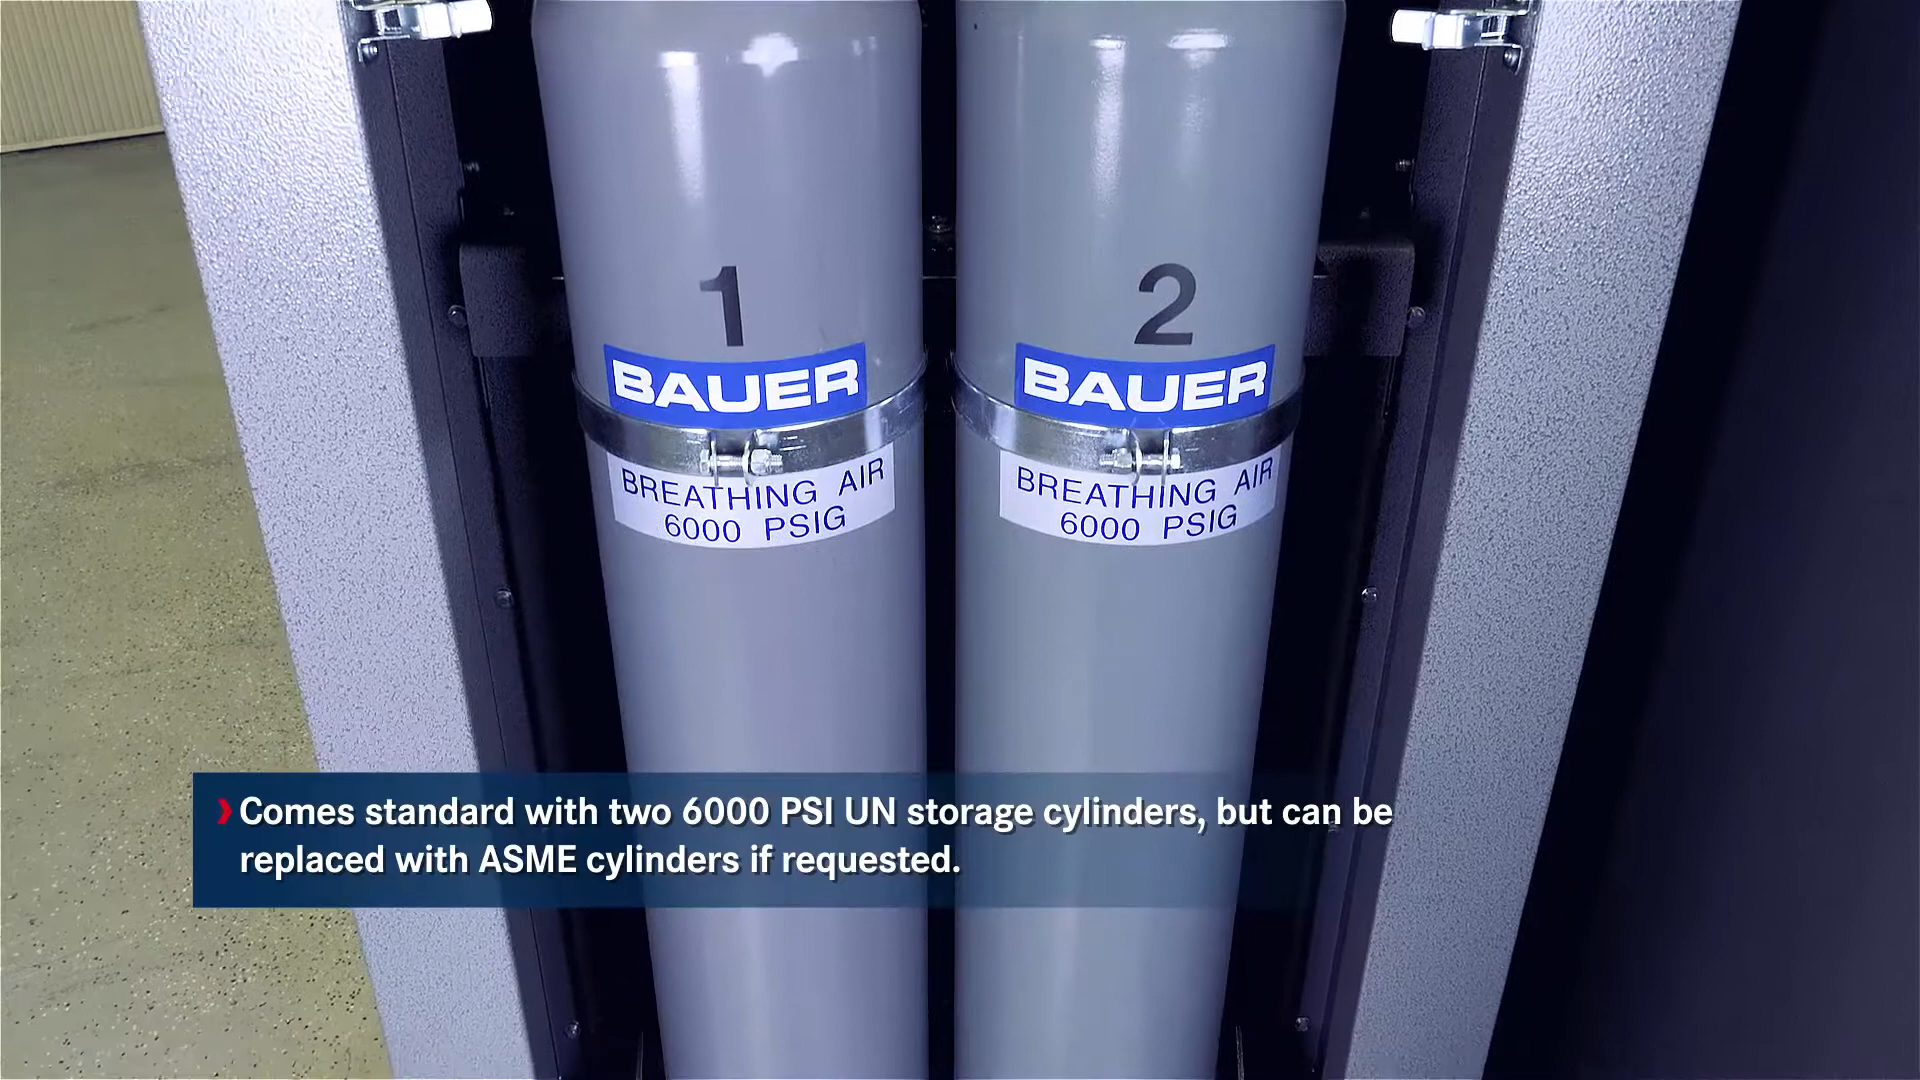 1
2
BAUER
BAUER
BREATHING AIR
6000 PSIG
BREATHING AIR
6000 PSIG
Comes standard with two 6000 PSI UN storage cylinders, but can be
replaced with ASME cylinders if requested.